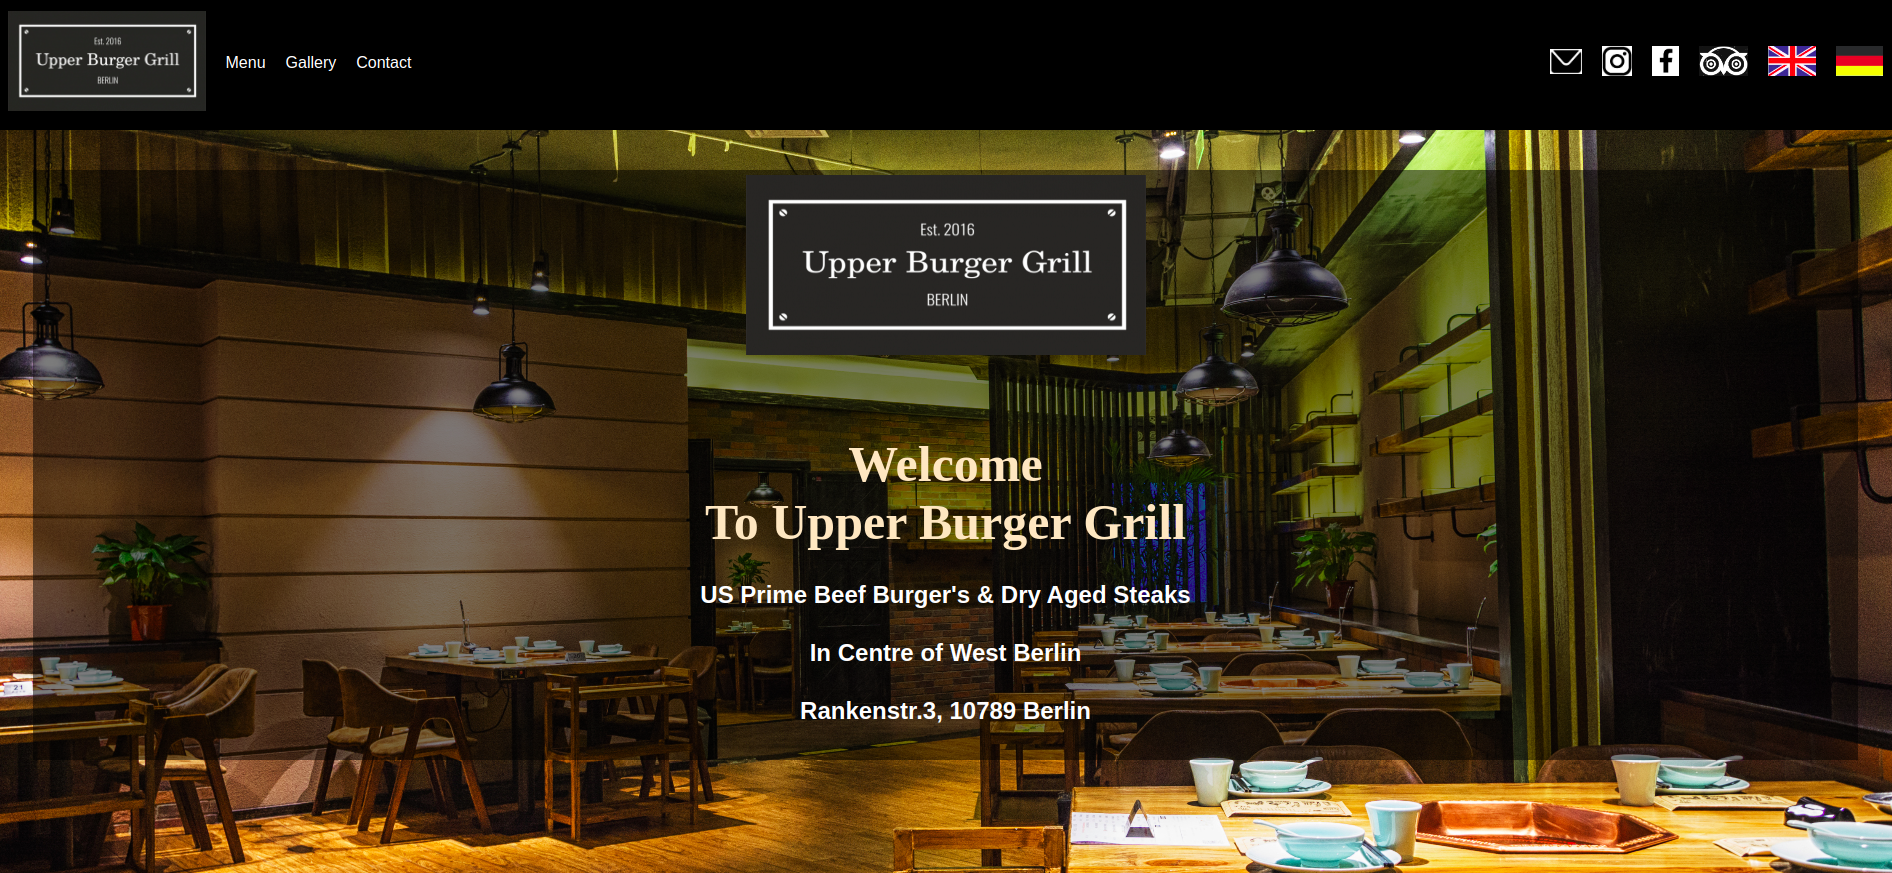 Est. 2016
Upper Burger Grill
BERLIN
Menu Gallery Contact
Est. 2016
Upper Burger Grill
BERLIN
Welcome
To Upper Burger Grill
US Prime Beef Burger's & Dry Aged Steaks
In Centre of West Berlin
Rankenstr.3, 10789 Berlin
21